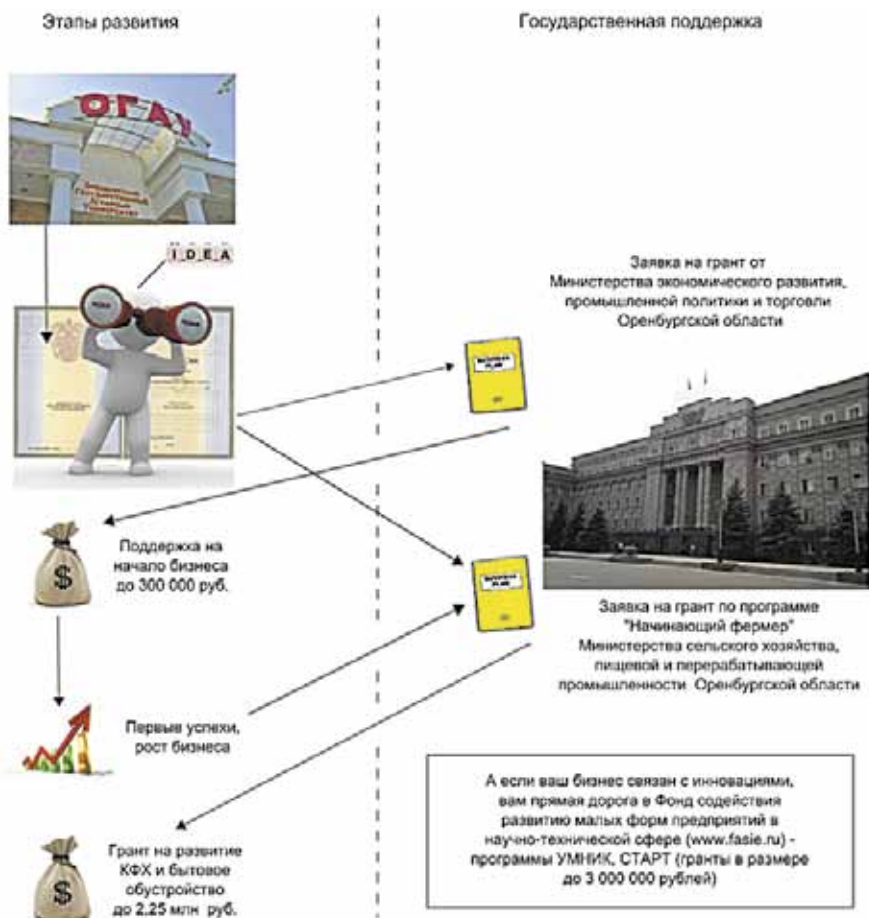 Этапы развития
Государственная поддержка
ОГАУ
IDEA
Заявка на грант от
Министерства экономического развития,
промышленной политики и торговли
Оренбургской области
BUSINESS
PLAN
Поддержка на
начало бизнеса
до 300 000 руб.
BUSINESS
PLAN
Заявка на грант по программе
"Начинающий фермер"
Министерства сельского хозяйства,
пищевой и перерабатывающей
промышленности Оренбургской области
Первые успехи,
рост бизнеса
А если ваш бизнес связан с инновациями,
вам прямая дорога в Фонд содействия
развитию малых форм предприятий в
научно-технической сфере (www.fasie.ru) -
программы УМНИК, СТАРТ (гранты в размере
до 3 000 000 рублей)
$
Грант на развитие
КФХ и бытовое
обустройство
до 2,25 млн руб.
$